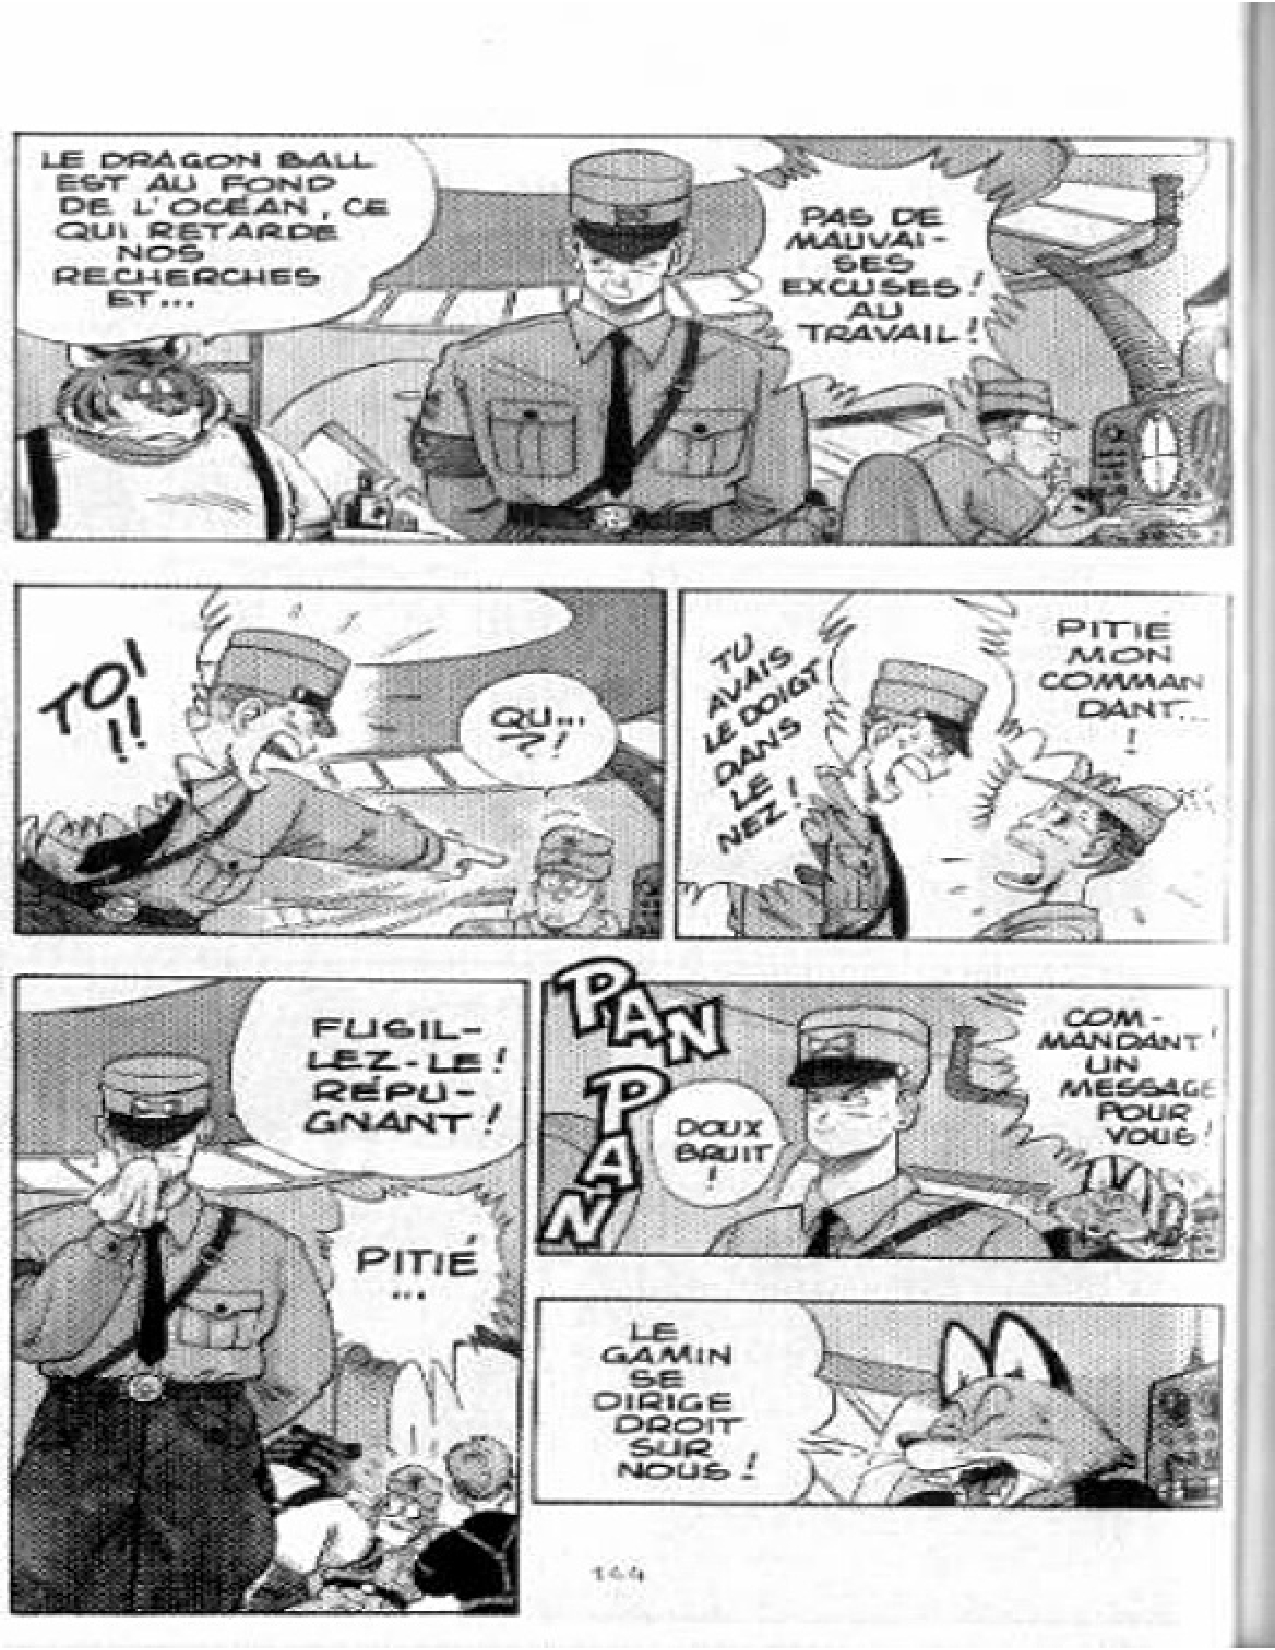 LE DRAGON BALL
EST AU FOND
DE L'OCÉAN, CE
QUI RETARDE
NOS
RECHERCHES
ET...
PAS DE
MAUVAI-
SES
EXCUSES!
AU
TRAVAIL!
TOI
!!
QU...
?!
TU
AVAIS
LE DOIGT
DANS
LE
NEZ!
PITIÉ
MON
COMMAN
DANT...
!
FUSIL-
LEZ-LE!
RÉPU-
GNANT!
PITIÉ
...
PAN
PAN
DOUX
BRUIT
!
COM-
MANDANT!
UN
MESSAGE
POUR
VOUS!
LE
GAMIN
SE
DIRIGE
DROIT
SUR
NOUS!
144